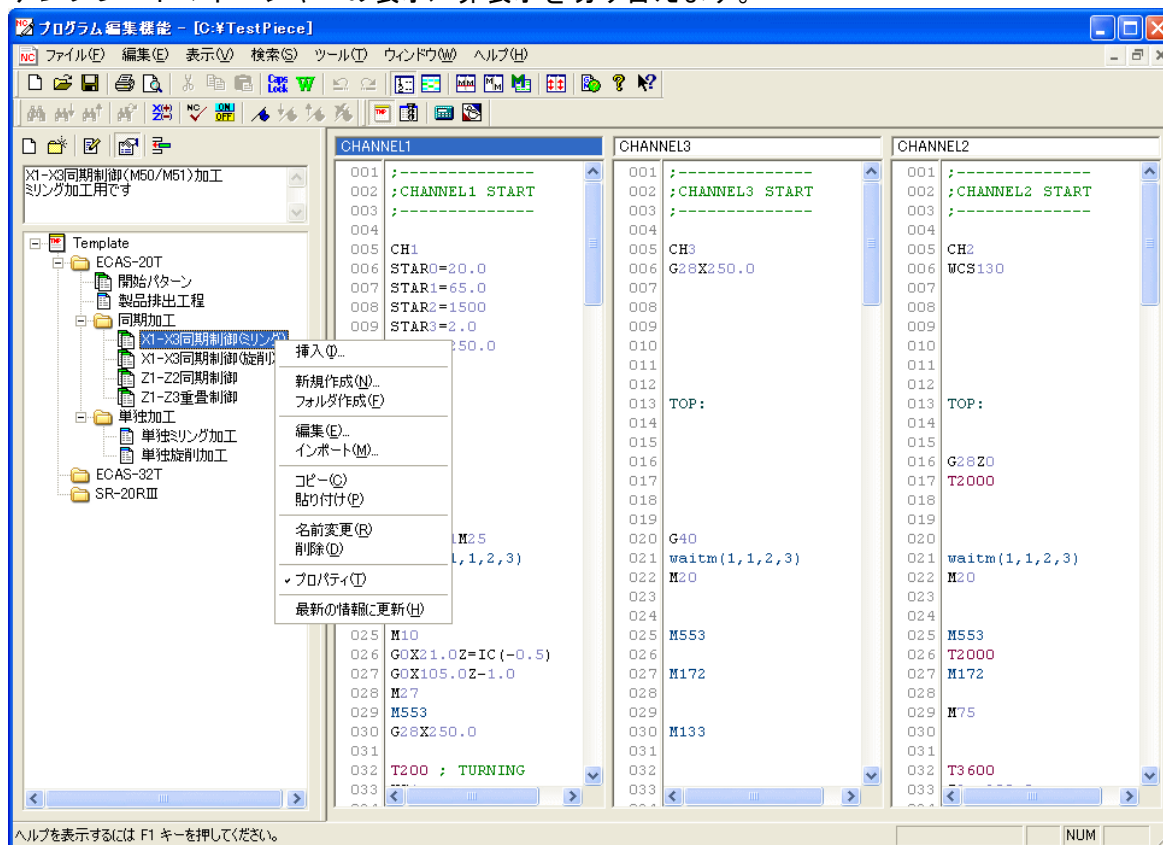 プログラム編集機能 - [C:¥TestPiece]
ファイル(F) 編集(E) 表示(V) 検索(S) ツール(T) ウィンドウ(W) ヘルプ(H)
X1-X3同期制御(M50/M51)加工
ミリング加工用です
Template
ECAS-20T
開始パターン
製品排出工程
同期加工
X1-X3同期制御(ミリング)
X1-X3同期制御(旋削)
Z1-Z2同期制御
Z1-Z3重畳制御
単独加工
単独ミリング加工
単独旋削加工
ECAS-32T
SR-20RⅢ
挿入(I)...
新規作成(N)...
フォルダ作成(F)
編集(E)...
インポート(M)...
コピー(C)
貼り付け(P)
名前変更(R)
削除(D)
プロパティ(T)
最新の情報に更新(H)
CHANNEL1
001 ;--------------
002 ;CHANNEL1 START
003 ;--------------
004
005 CH1
006 STAR0=20.0
007 STAR1=65.0
008 STAR2=1500
009 STAR3=2.0
50.0
M25
,1,2,3)
025 M10
026 G0X21.0Z=IC(-0.5)
027 G0X105.0Z-1.0
028 M27
029 M553
030 G28X250.0
031
032 T200 ; TURNING
033
CHANNEL3
001 ;--------------
002 ;CHANNEL3 START
003 ;--------------
004
005 CH3
006 G28X250.0
007
008
009
010
011
012
013 TOP:
014
015
016
017
018
019
020 G40
021 waitm(1,1,2,3)
022 M20
023
024
025 M553
026
027 M172
028
029
030 M133
031
032
033
CHANNEL2
001 ;--------------
002 ;CHANNEL2 START
003 ;--------------
004
005 CH2
006 WCS130
007
008
009
010
011
012
013 TOP:
014
015
016 G28Z0
017 T2000
018
019
020
021 waitm(1,1,2,3)
022 M20
023
024
025 M553
026 T2000
027 M172
028
029 M75
030
031
032 T3600
033
ヘルプを表示するには F1 キーを押してください。
NUM